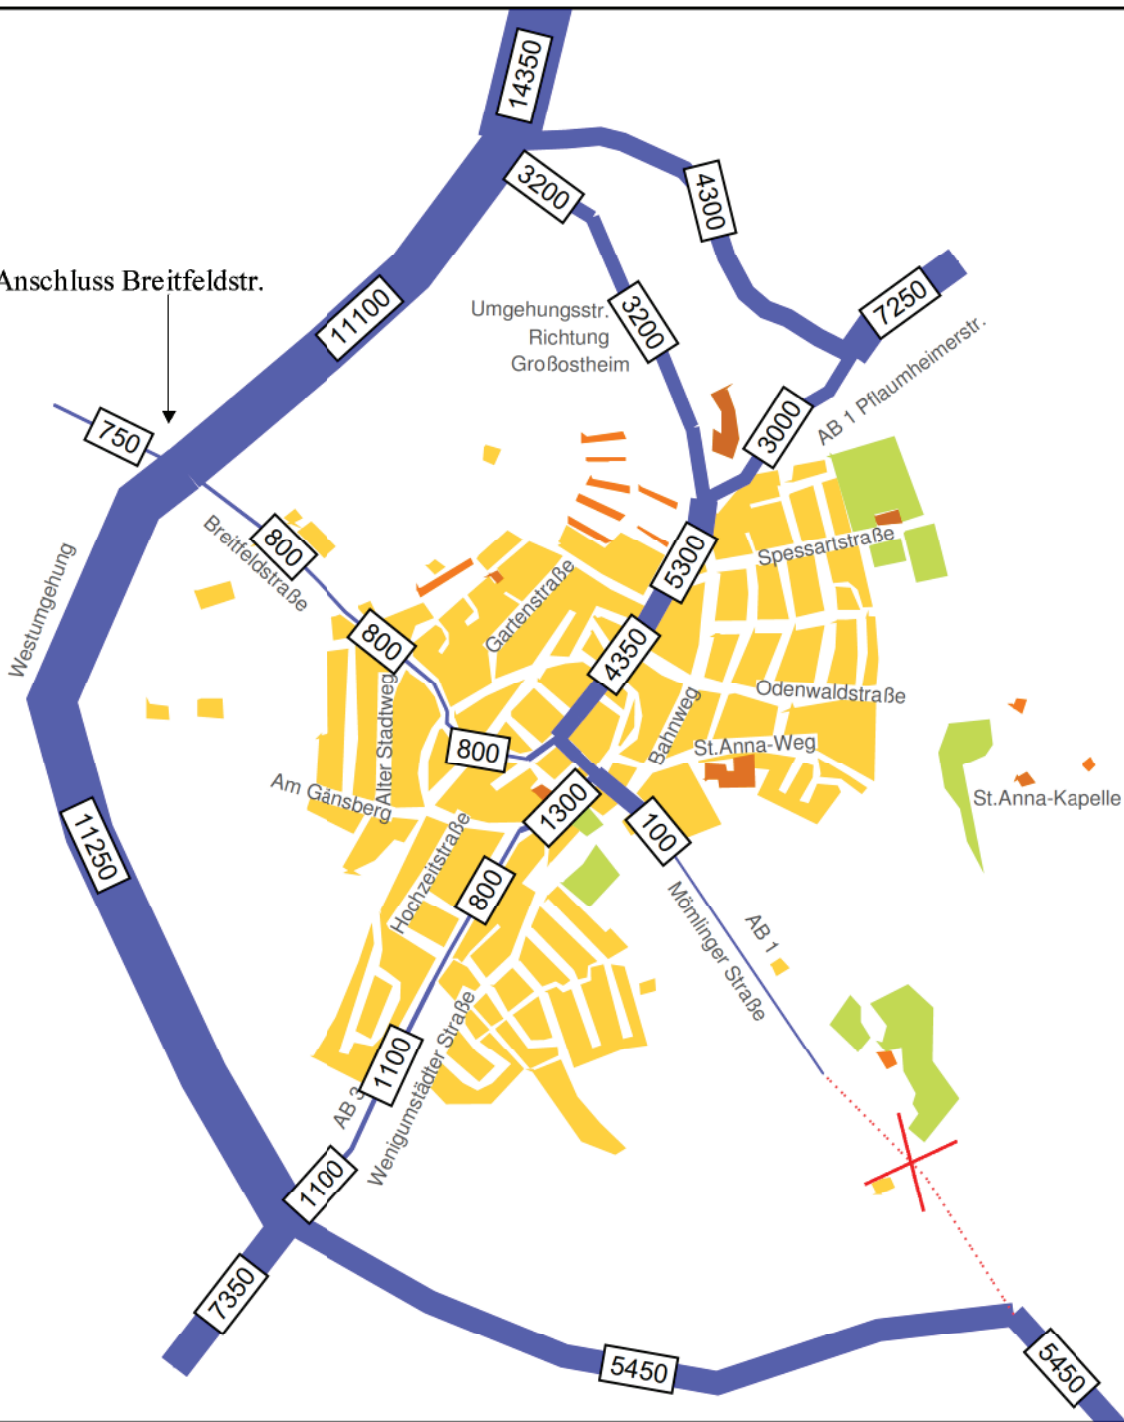 14350
3200
4300
Anschluss Breitfeldstr.
11100
7250
Umgehungsstr.
Richtung
Großostheim
3200
AB 1 Pflaumheimerstr.
3000
750
800
Breitfeldstraße
Westumgehung
5300
Spessartstraße
Gartenstraße
800
4350
Odenwaldstraße
Alter Stadtweg
Bahnweg
St.Anna-Weg
800
Am Gänsberg
1300
St.Anna-Kapelle
100
11250
Hochzeitstraße
800
Mömlinger Straße
AB 1
1100
AB 3
Wenigumstädter Straße
1100
7350
5450
5450